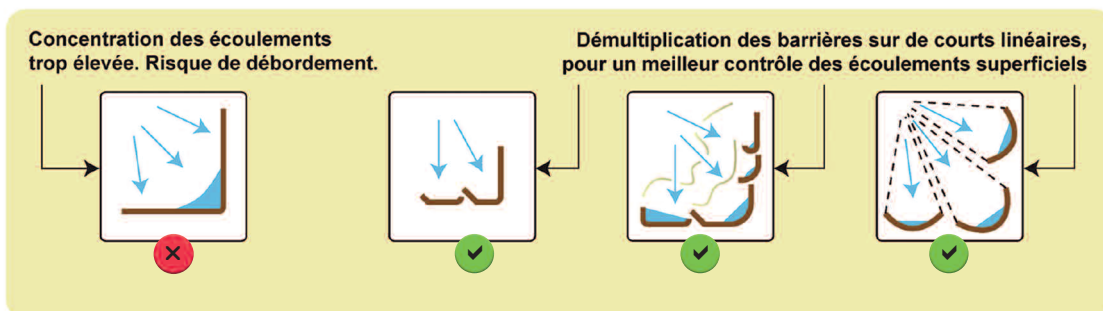 Concentration des écoulements
trop élevée. Risque de débordement.
Démultiplication des barrières sur de courts linéaires,
pour un meilleur contrôle des écoulements superficiels